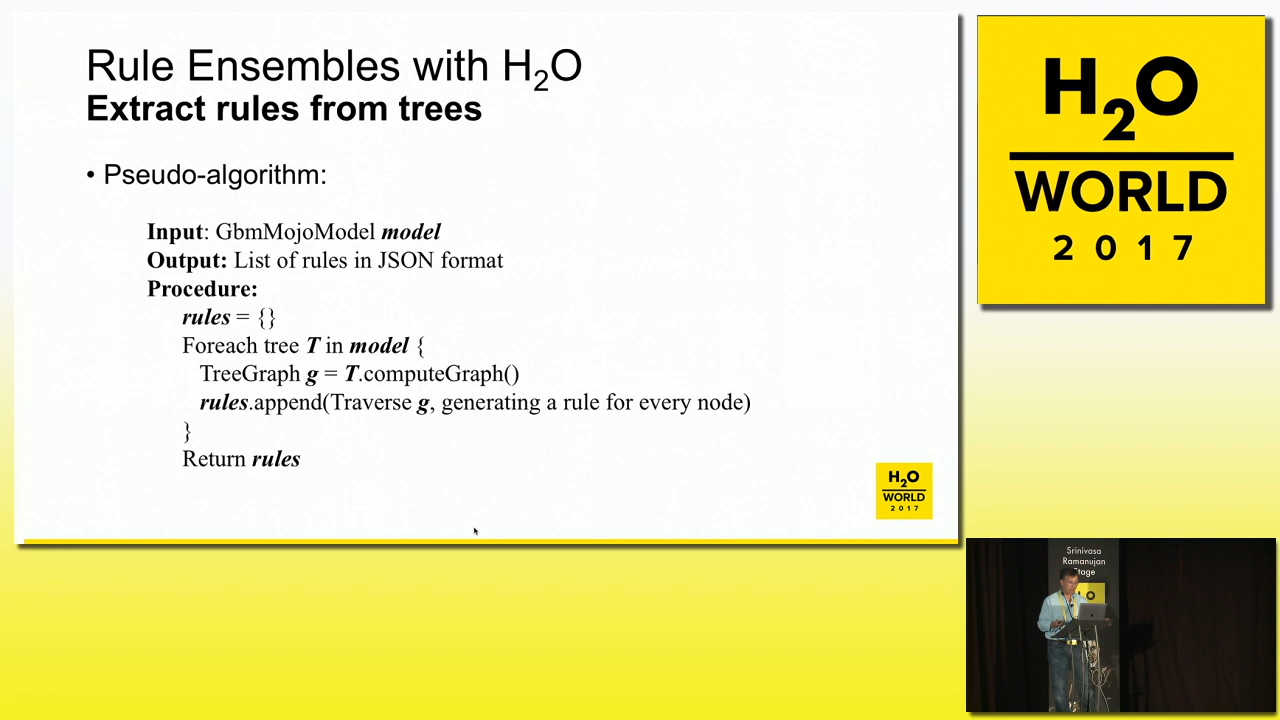 Rule Ensembles with H2O
Extract rules from trees
• Pseudo-algorithm:
Input: GbmMojoModel model
Output: List of rules in JSON format
Procedure:
rules = {}
Foreach tree T in model {
TreeGraph g = T.computeGraph()
rules.append(Traverse g, generating a rule for every node)
}
Return rules
H2O
WORLD
2017
H2O
WORLD
2017
Srinivasa
Ramanujan
Stage